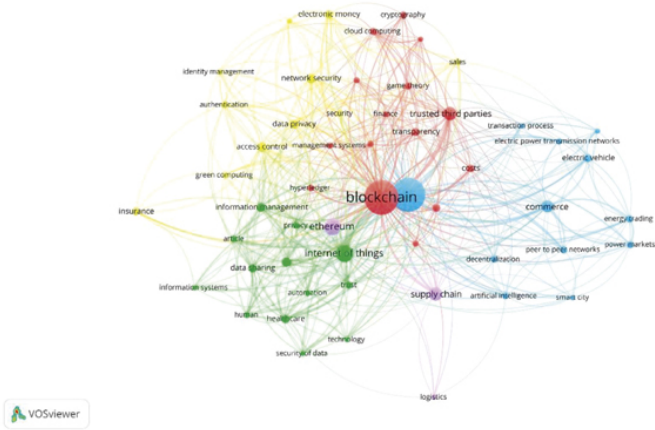 electronic money
cryptography
cloud computing
sales
identity management
network security
game theory
authentication
security
finance
trusted third parties
data privacy
transparency
transaction process
access control
management systems
electric power transmission networks
electric vehicle
green computing
costs
hyperledger
blockchain
insurance
information management
commerce
privacy
ethereum
energy trading
article
internet of things
peer to peer networks
power markets
data sharing
decentralization
information systems
automation
trust
supply chain
artificial intelligence
smart city
human
healthcare
technology
security of data
logistics
VOSviewer